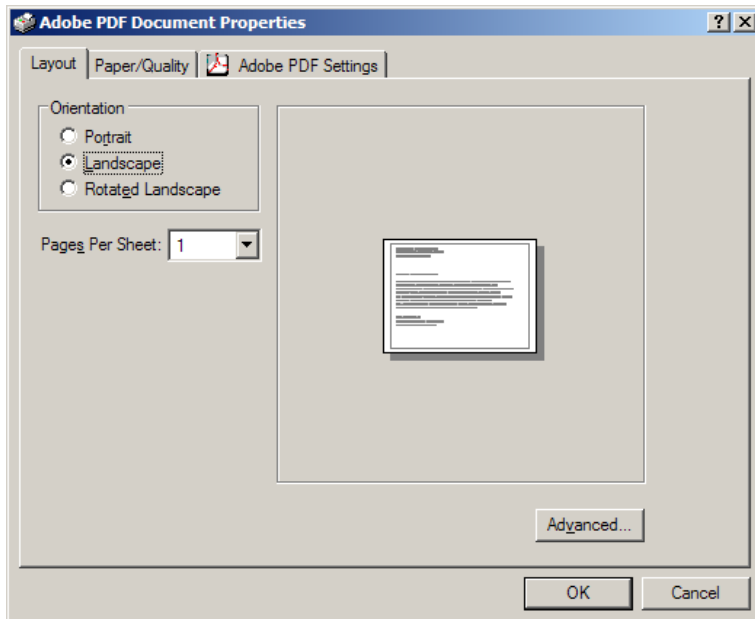 Adobe PDF Document Properties
Layout Paper/Quality Adobe PDF Settings
Orientation
Portrait
Landscape
Rotated Landscape
Pages Per Sheet: 1
Advanced...
OK Cancel